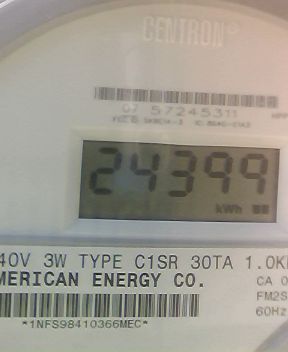 CENTRON®
07 57245311
24399
kWh
40V 3W TYPE C1SR 30TA 1.0K
MERICAN ENERGY CO.
CA 0
FM2S
60Hz
*1NFS98410366MEC*